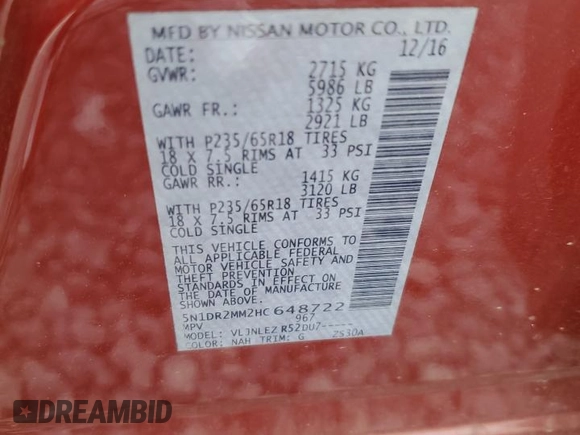 MFD BY NISSAN MOTOR CO., LTD.
DATE: 12/16
GVWR: 2715 KG
5986 LB
GAWR FR.: 1325 KG
2921 LB
WITH P235/65R18 TIRES
18 X 7.5 RIMS AT 33 PSI
COLD SINGLE
GAWR RR.: 1415 KG
3120 LB
WITH P235/65R18 TIRES
18 X 7.5 RIMS AT 33 PSI
COLD SINGLE
THIS VEHICLE CONFORMS TO
ALL APPLICABLE FEDERAL
MOTOR VEHICLE SAFETY AND
THEFT PREVENTION
STANDARDS IN EFFECT ON
THE DATE OF MANUFACTURE
SHOWN ABOVE.
5N1DR2MM2HC648722
MPV 967
MODEL: VLJNLEZ R52DU7-----
COLOR: NAH TRIM: G 2S30A
DREAMBID